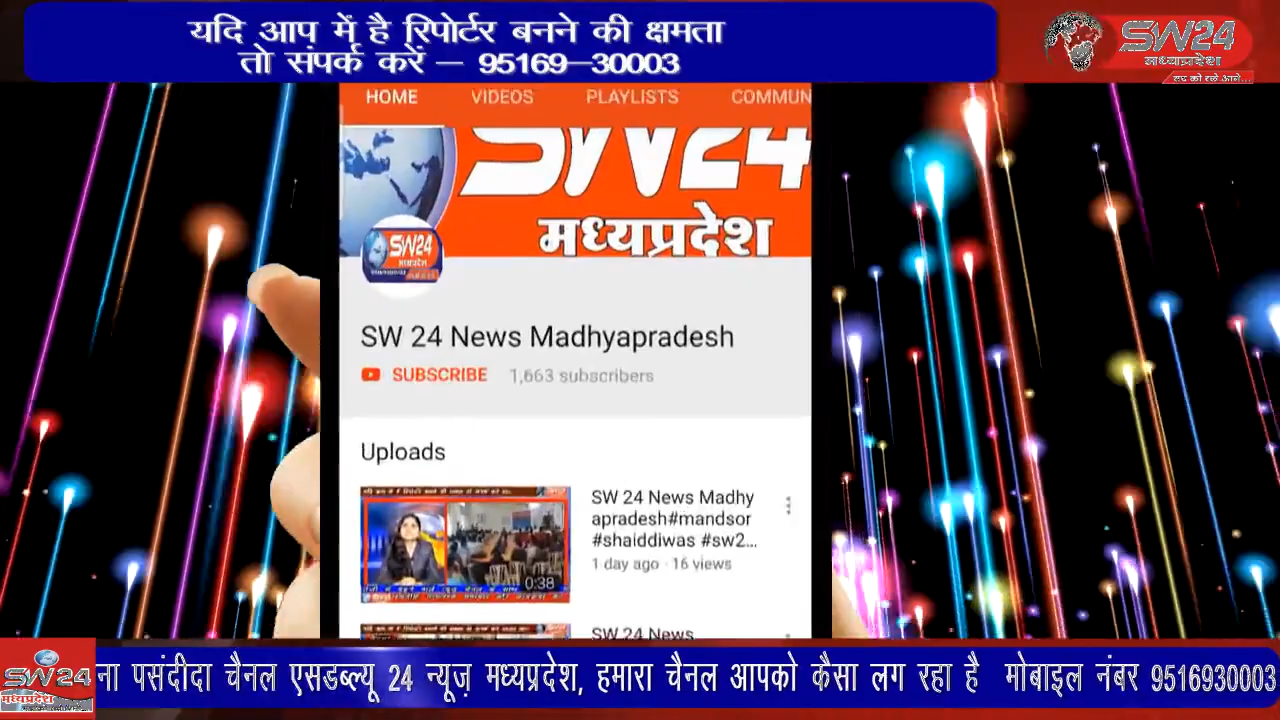 यदि आप में है रिपोर्टर बनने की क्षमता
तो संपर्क करें – 95169–30003
SW24
मध्यप्रदेश
HOME VIDEOS PLAYLISTS COMMUN
SW24
मध्यप्रदेश
SW24
SW 24 News Madhyapradesh
SUBSCRIBE 1,663 subscribers
Uploads
SW 24 News Madhy
apradesh#mandsor
#shaiddiwas #sw2...
1 day ago · 16 views
0:38
SW 24 News
SW24
मध्यप्रदेश
ना पसंदीदा चैनल एसडब्ल्यू 24 न्यूज़ मध्यप्रदेश, हमारा चैनल आपको कैसा लग रहा है मोबाइल नंबर 9516930003